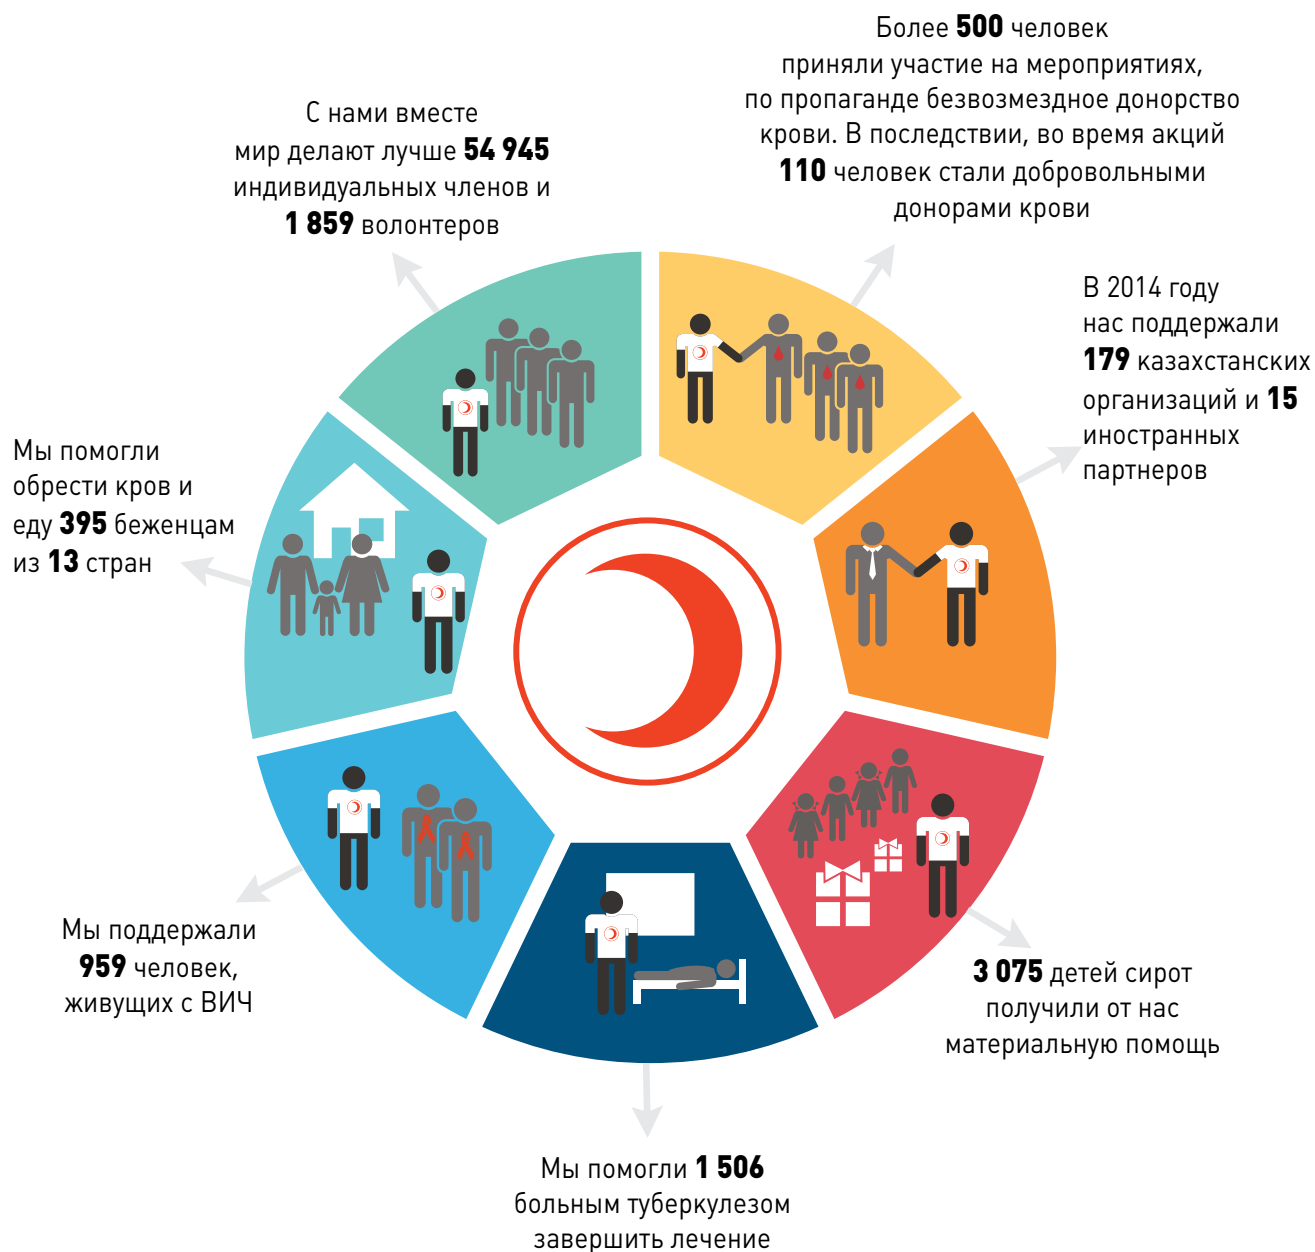 Более 500 человек
приняли участие на мероприятиях,
по пропаганде безвозмездное донорство
крови. В последствии, во время акций
110 человек стали добровольными
донорами крови
С нами вместе
мир делают лучше 54 945
индивидуальных членов и
1 859 волонтеров
В 2014 году
нас поддержали
179 казахстанских
организаций и 15
иностранных
партнеров
Мы помогли
обрести кров и
еду 395 беженцам
из 13 стран
Мы поддержали
959 человек,
живущих с ВИЧ
3 075 детей сирот
получили от нас
материальную помощь
Мы помогли 1 506
больным туберкулезом
завершить лечение